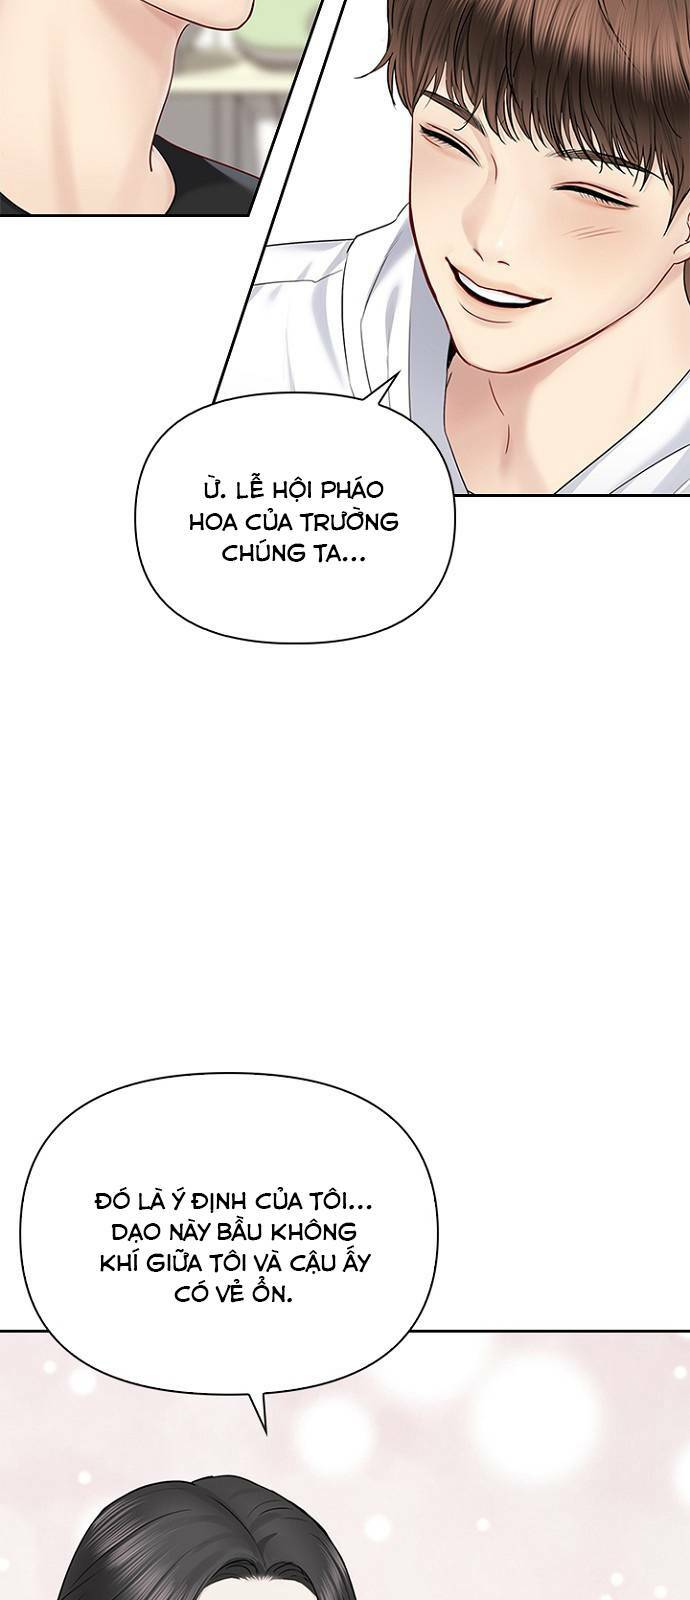 Ừ. LỄ HỘI PHÁO
HOA CỦA TRƯỜNG
CHÚNG TA...
ĐÓ LÀ Ý ĐỊNH CỦA TÔI...
DẠO NÀY BẦU KHÔNG
KHÍ GIỮA TÔI VÀ CẬU ẤY
CÓ VẺ ỔN.